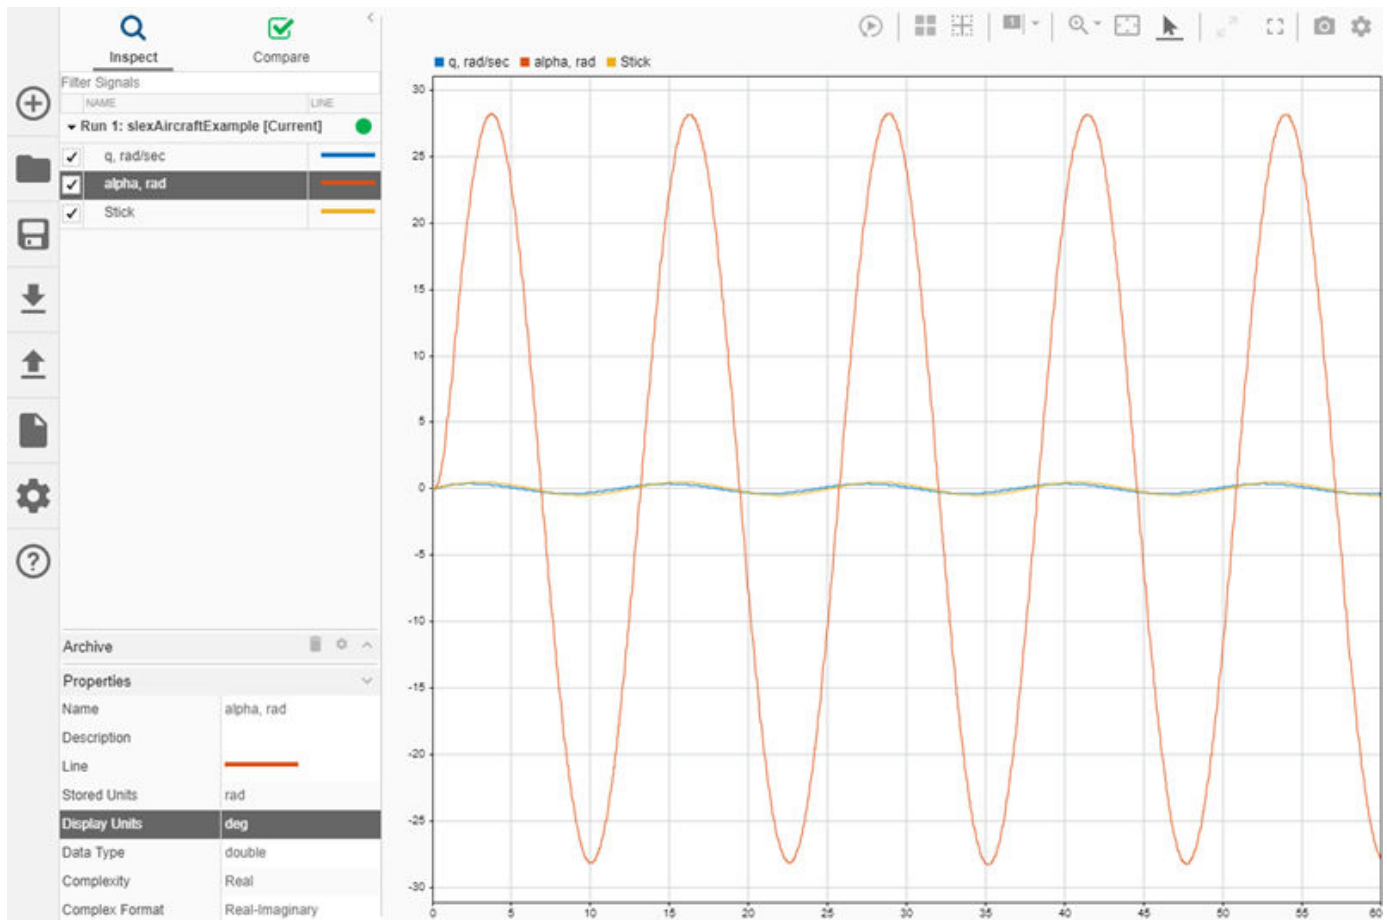 Inspect
Compare
Filter Signals
NAME LINE
Run 1: slexAircraftExample [Current]
q, rad/sec
alpha, rad
Stick
Archive
Properties
Name alpha, rad
Description
Line
Stored Units rad
Display Units deg
Data Type double
Complexity Real
Complex Format Real-Imaginary
1
q, rad/sec alpha, rad Stick
30
25
20
15
10
5
0
-5
-10
-15
-20
-25
-30
0 5 10 15 20 25 30 35 40 45 50 55 60